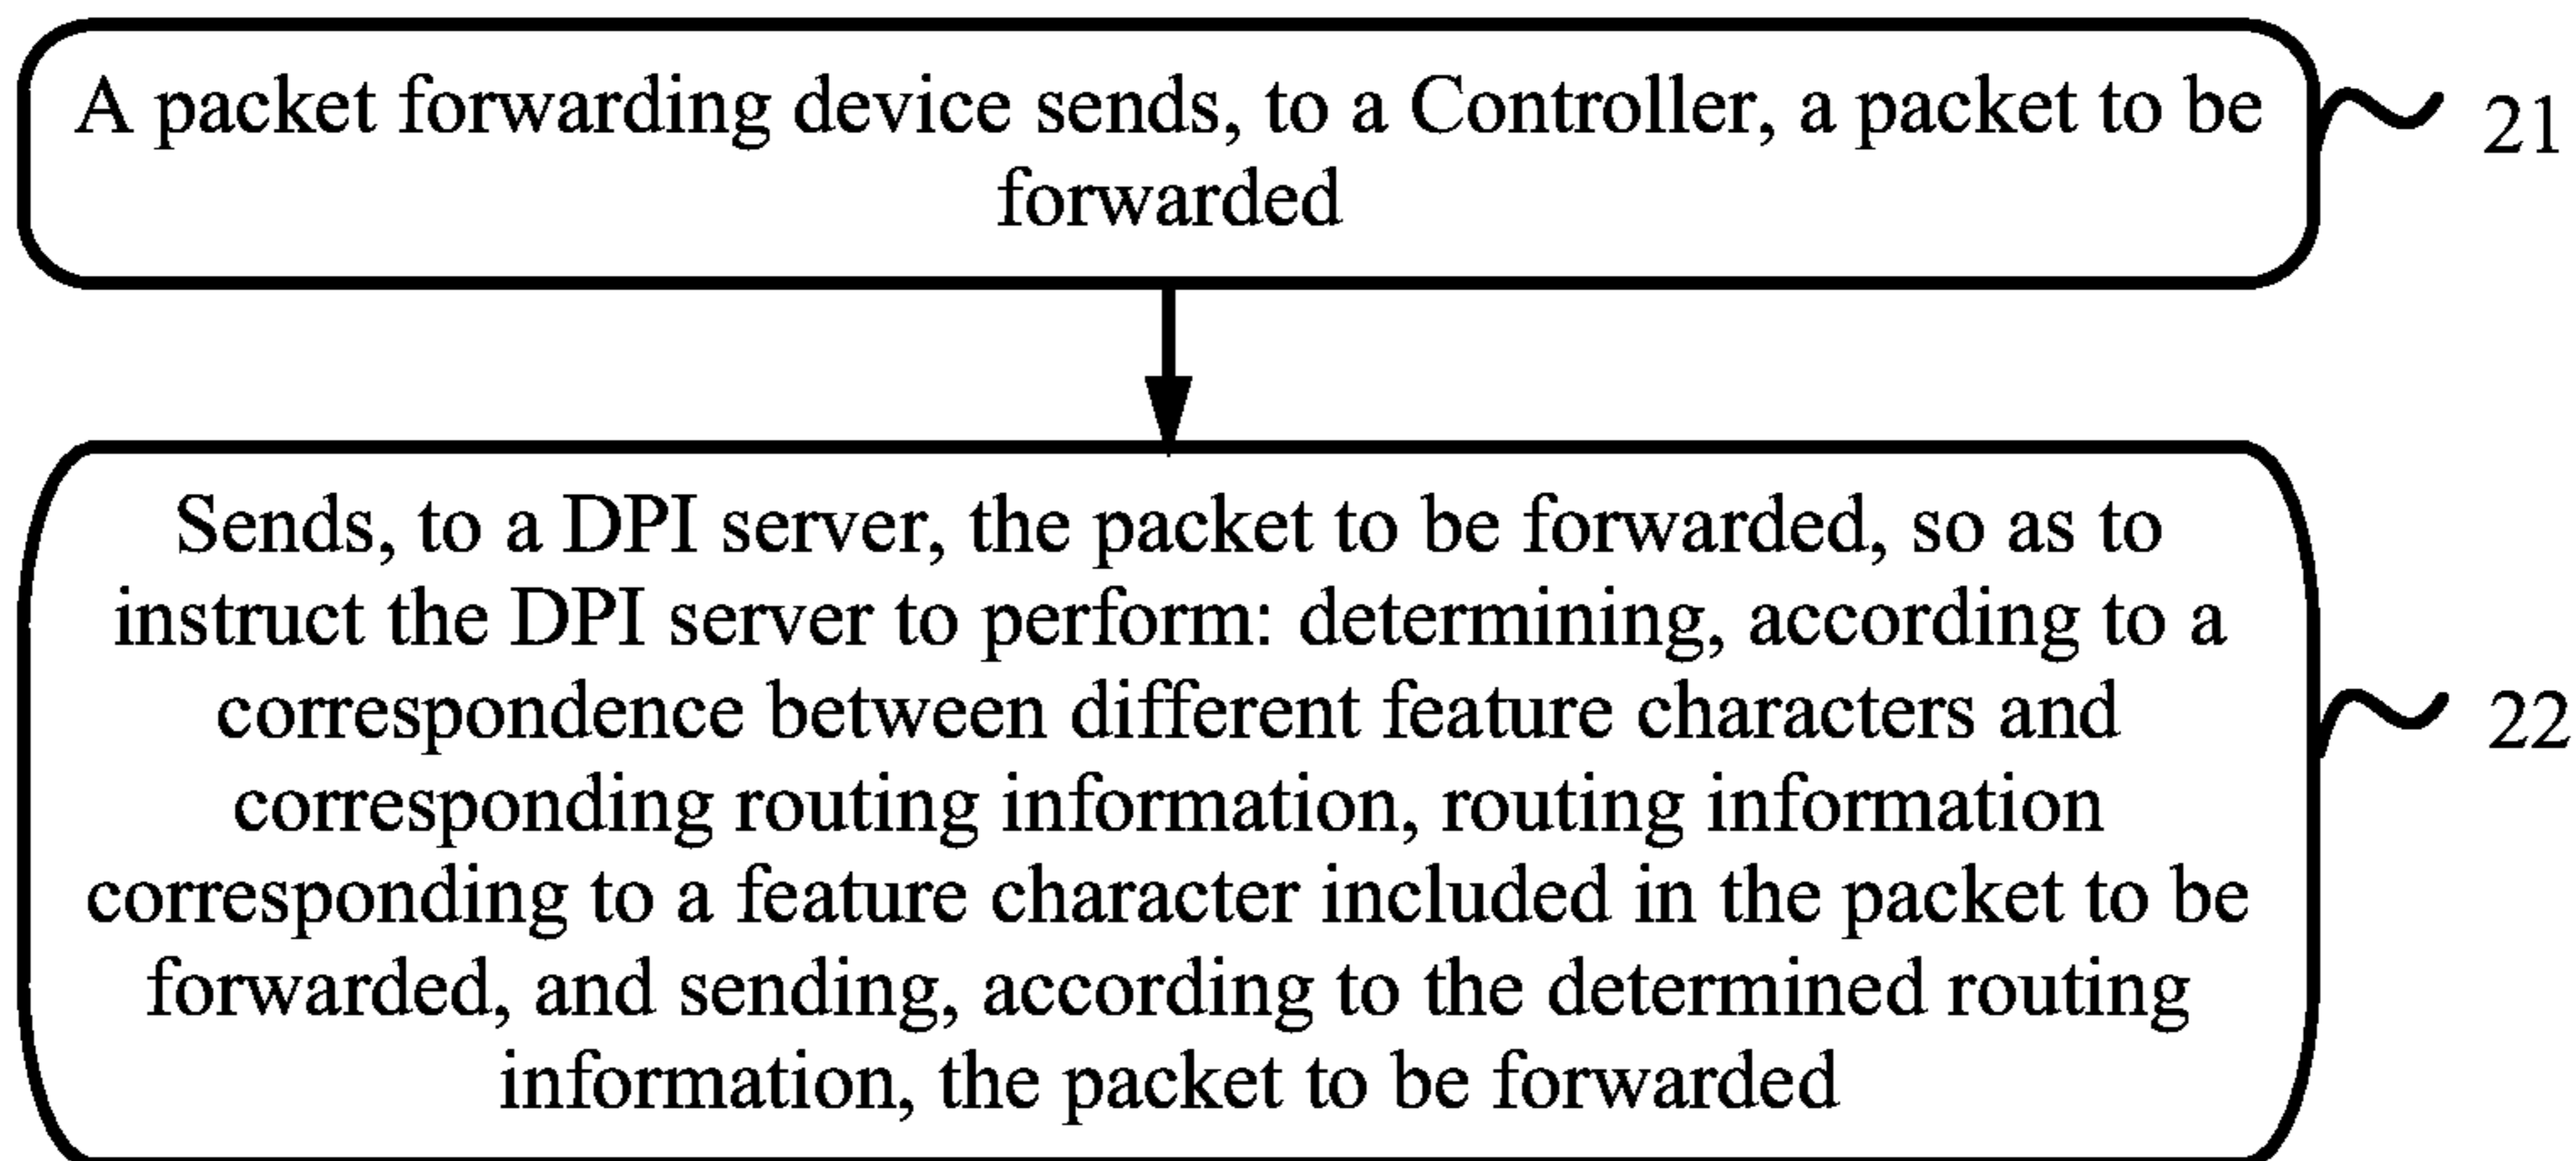 A packet forwarding device sends, to a Controller, a packet to be
forwarded
21
Sends, to a DPI server, the packet to be forwarded, so as to
instruct the DPI server to perform: determining, according to a
correspondence between different feature characters and
corresponding routing information, routing information
corresponding to a feature character included in the packet to be
forwarded, and sending, according to the determined routing
information, the packet to be forwarded
22